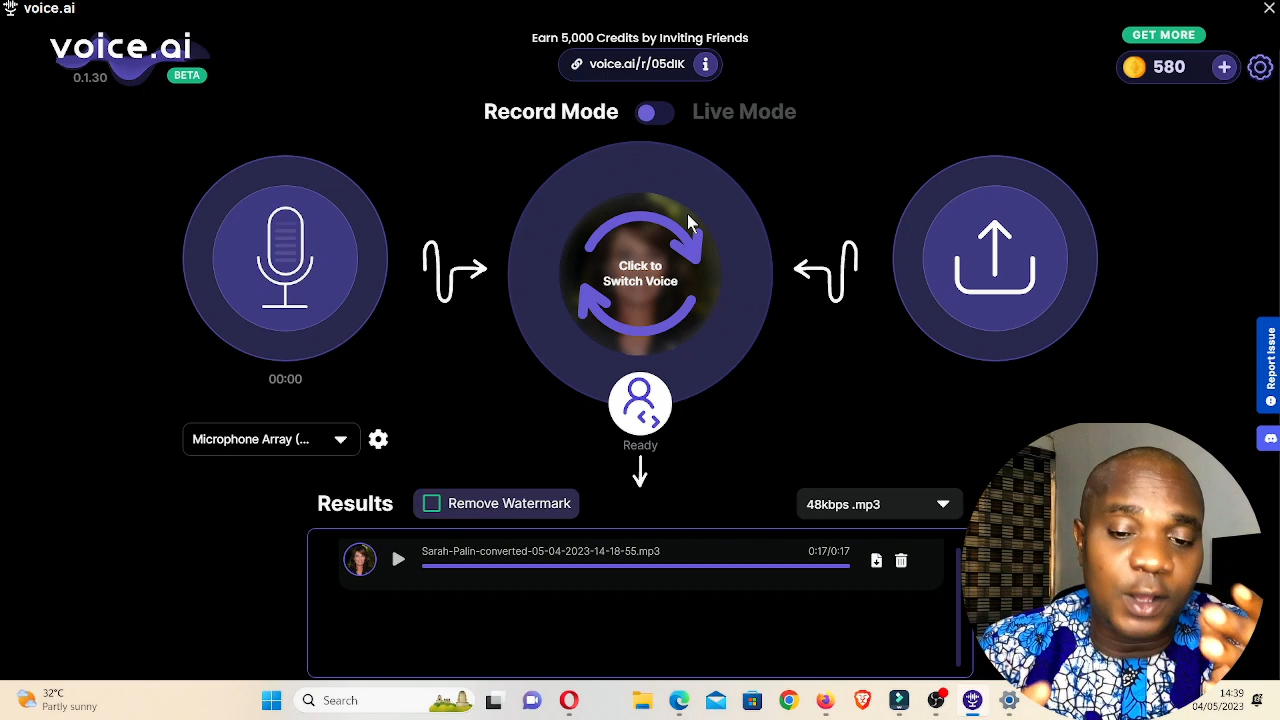 voice.ai
voice.ai
0.1.30
BETA
Earn 5,000 Credits by Inviting Friends
voice.ai/r/05dIK
GET MORE
580
Record Mode
Live Mode
Click to
Switch Voice
00:00
Microphone Array (...
Ready
Report Issue
Results
Remove Watermark
48kbps .mp3
Sarah-Palin-converted-05-04-2023-14-18-55.mp3
0:17/0:17
32°C
Partly sunny
Search
14:39
04/05/2023